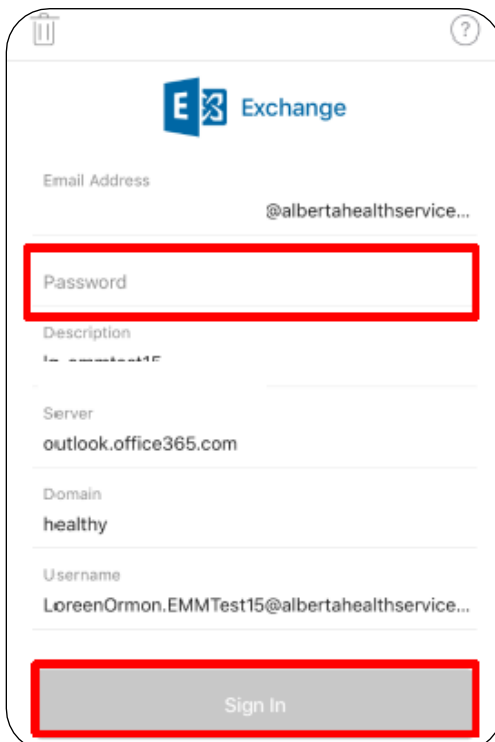 ?
E Exchange
Email Address
@albertahealthservice...
Password
Description
Server
outlook.office365.com
Domain
healthy
Username
LoreenOrmon.EMMTest15@albertahealthservice...
Sign In